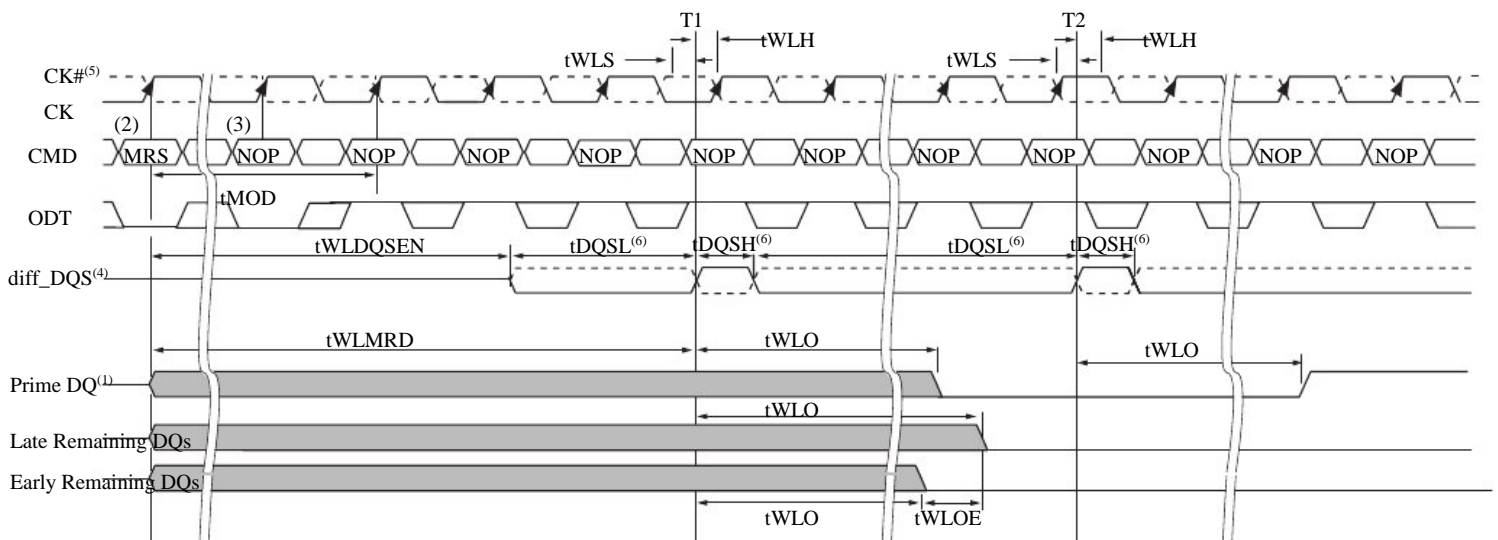 T1 T2
tWLH tWLH
tWLS tWLS
CK#(5)
CK
(2) (3)
CMD MRS NOP NOP NOP NOP NOP NOP NOP NOP NOP NOP NOP
tMOD
ODT
tWLDQSEN tDQSL(6) tDQSH(6) tDQSL(6) tDQSH(6)
diff_DQS(4)
tWLMRD tWLO
tWLO
Prime DQ(1)
tWLO
Late Remaining DQs
Early Remaining DQs
tWLO tWLOE